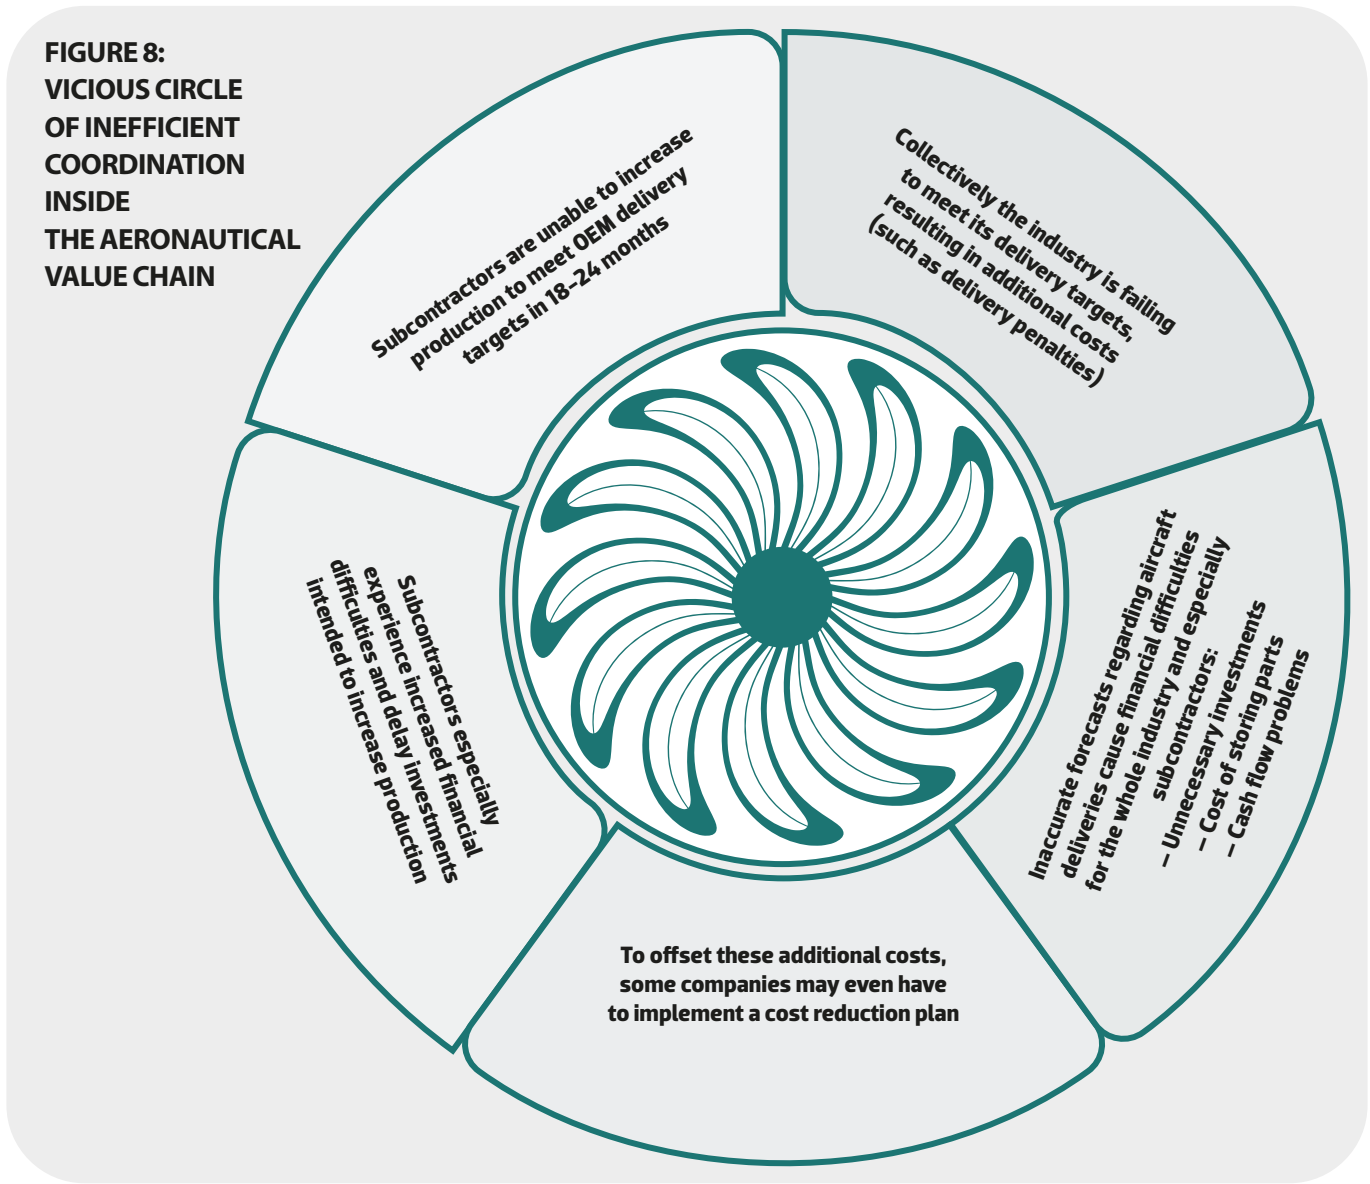 FIGURE 8:
VICIOUS CIRCLE
OF INEFFICIENT
COORDINATION
INSIDE
THE AERONAUTICAL
VALUE CHAIN
Subcontractors are unable to increase
production to meet OEM delivery
targets in 18–24 months
Collectively the industry is failing
to meet its delivery targets,
resulting in additional costs
(such as delivery penalties)
Inaccurate forecasts regarding aircraft
deliveries cause financial difficulties
for the whole industry and especially
subcontractors:
– Unnecessary investments
– Cost of storing parts
– Cash flow problems
To offset these additional costs,
some companies may even have
to implement a cost reduction plan
Subcontractors especially
experience increased financial
difficulties and delay investments
intended to increase production